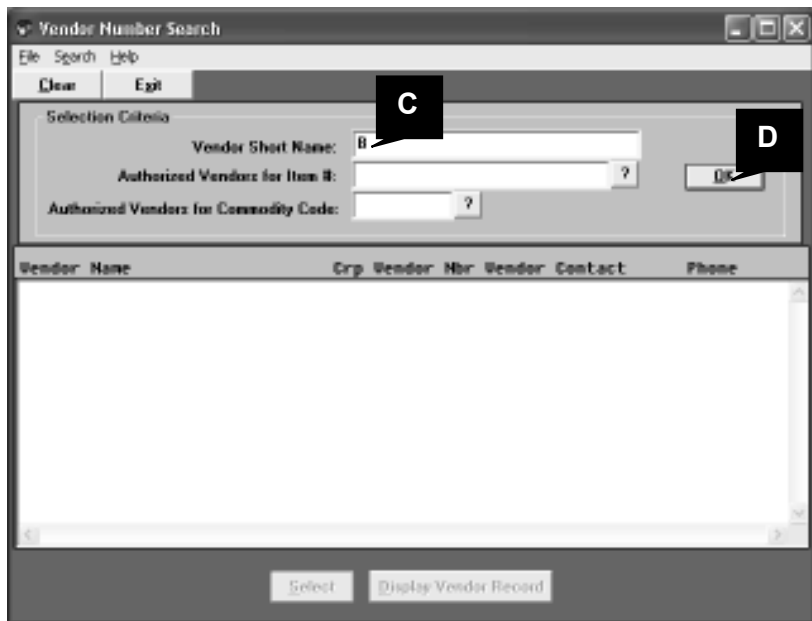 Vendor Number Search
File Search Help
Clear Exit
C
Selection Criteria
D
Vendor Short Name: B
Authorized Vendors for Item #: ?
OK
Authorized Vendors for Commodity Code: ?
Vendor Name Crp Vendor Nbr Vendor Contact Phone
Select Display Vendor Record